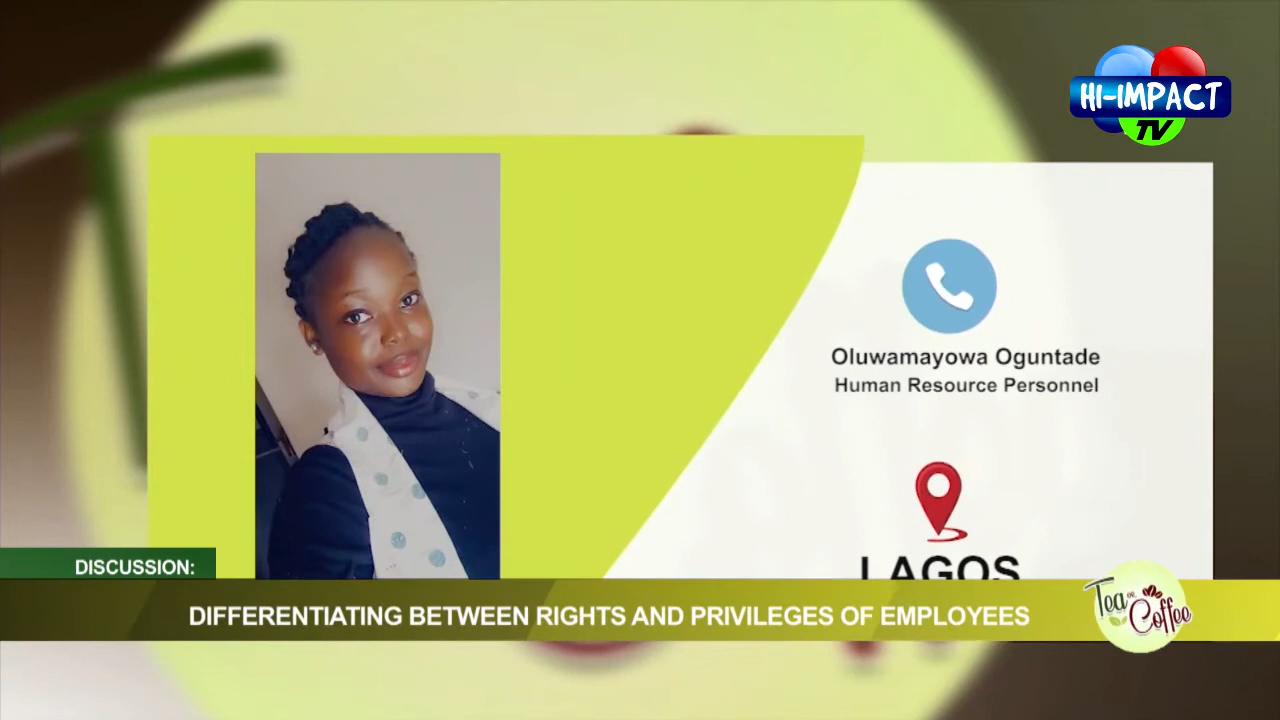 HI-IMPACT
TV
Oluwamayowa Oguntade
Human Resource Personnel
LAGOS
DISCUSSION:
DIFFERENTIATING BETWEEN RIGHTS AND PRIVILEGES OF EMPLOYEES
Tea or
Coffee